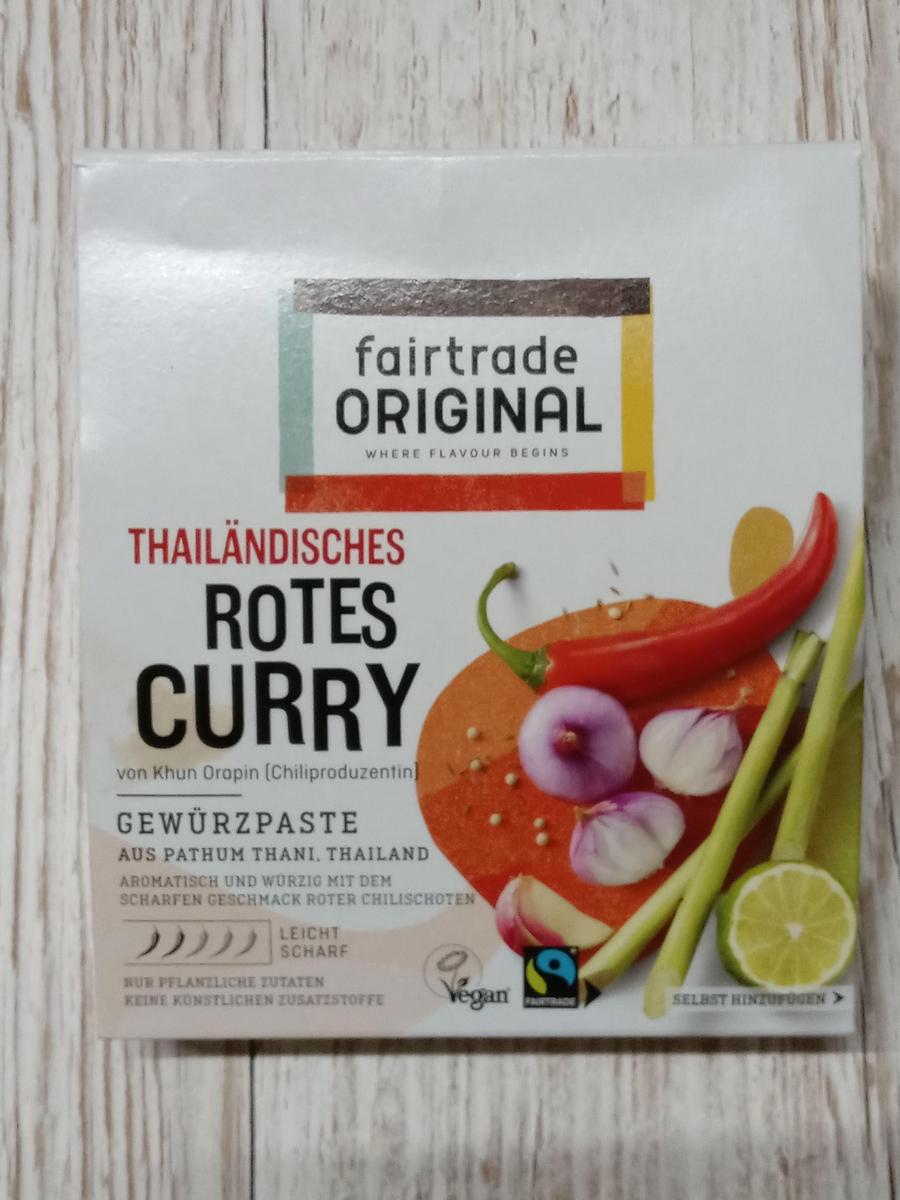 fairtrade
ORIGINAL
WHERE FLAVOUR BEGINS
THAILÄNDISCHES
ROTES
CURRY
von Khun Orapin (Chiliproduzentin)
GEWÜRZPASTE
AUS PATHUM THANI, THAILAND
AROMATISCH UND WÜRZIG MIT DEM
SCHARFEN GESCHMACK ROTER CHILISCHOTEN
LEICHT
SCHARF
NUR PFLANZLICHE ZUTATEN
KEINE KÜNSTLICHEN ZUSATZSTOFFE
Vegan
FAIRTRADE
SELBST HINZUFÜGEN